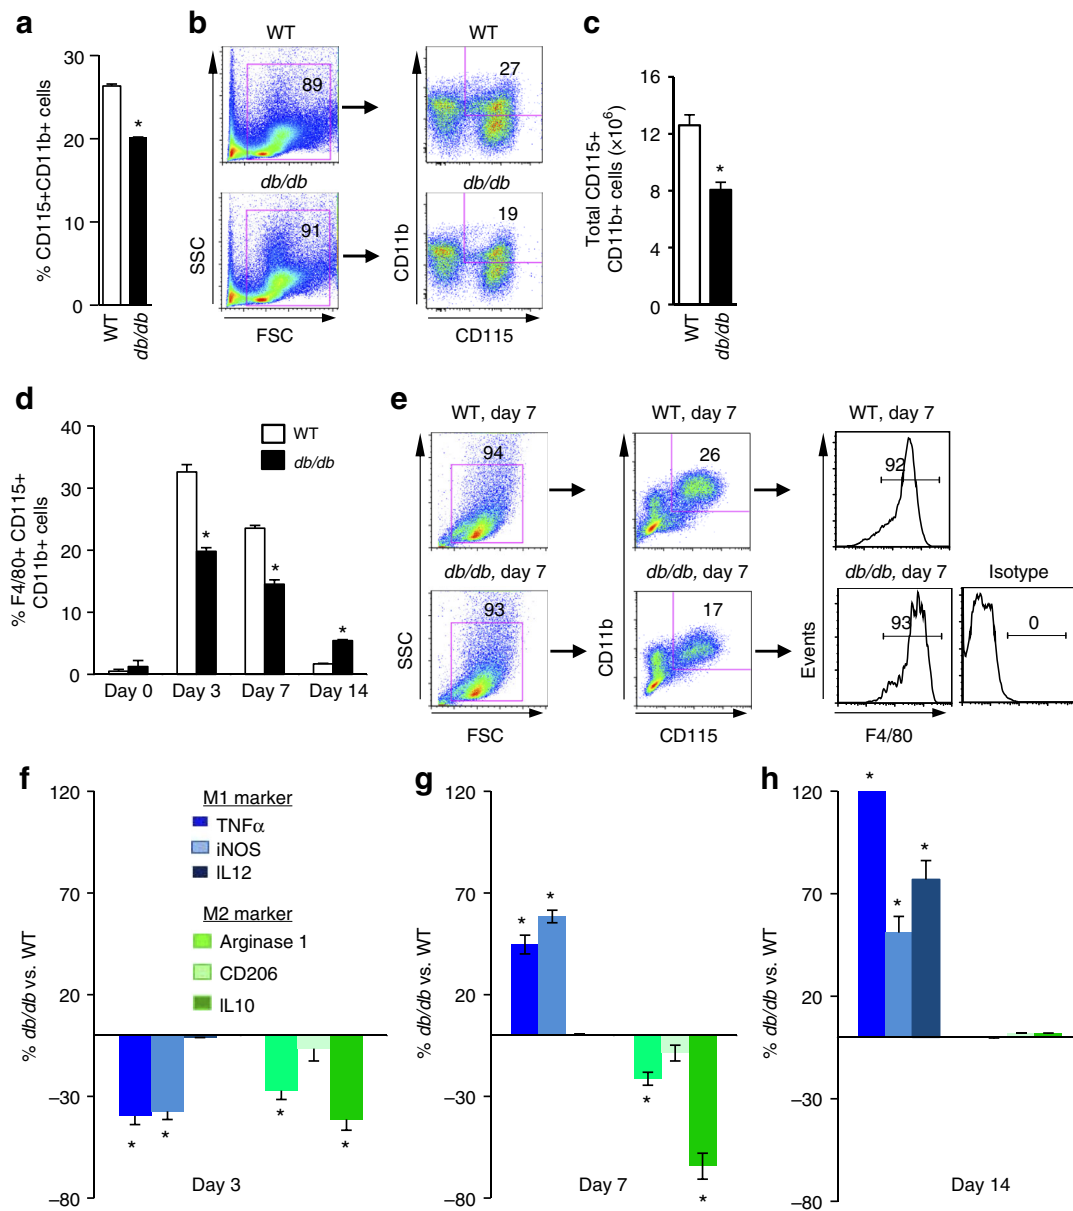 a
% CD115+CD11b+ cells
30
20
10
0
*
WT
db/db
b
WT
89
db/db
91
SSC
FSC
WT
27
db/db
19
CD11b
CD115
c
Total CD115+
CD11b+ cells (×10⁶)
16
12
8
4
0
*
WT
db/db
d
% F4/80+ CD115+
CD11b+ cells
40
30
20
10
0
WT
db/db
*
*
*
Day 0
Day 3
Day 7
Day 14
e
WT, day 7
94
db/db, day 7
93
SSC
FSC
WT, day 7
26
db/db, day 7
17
CD11b
CD115
WT, day 7
92
db/db, day 7
93
Isotype
0
Events
F4/80
f
% db/db vs. WT
120
70
20
−30
−80
M1 marker
TNFα
iNOS
IL12
M2 marker
Arginase 1
CD206
IL10
*
*
*
*
Day 3
g
% db/db vs. WT
120
70
20
−30
−80
*
*
*
*
Day 7
h
% db/db vs. WT
120
70
20
−30
−80
*
*
*
Day 14